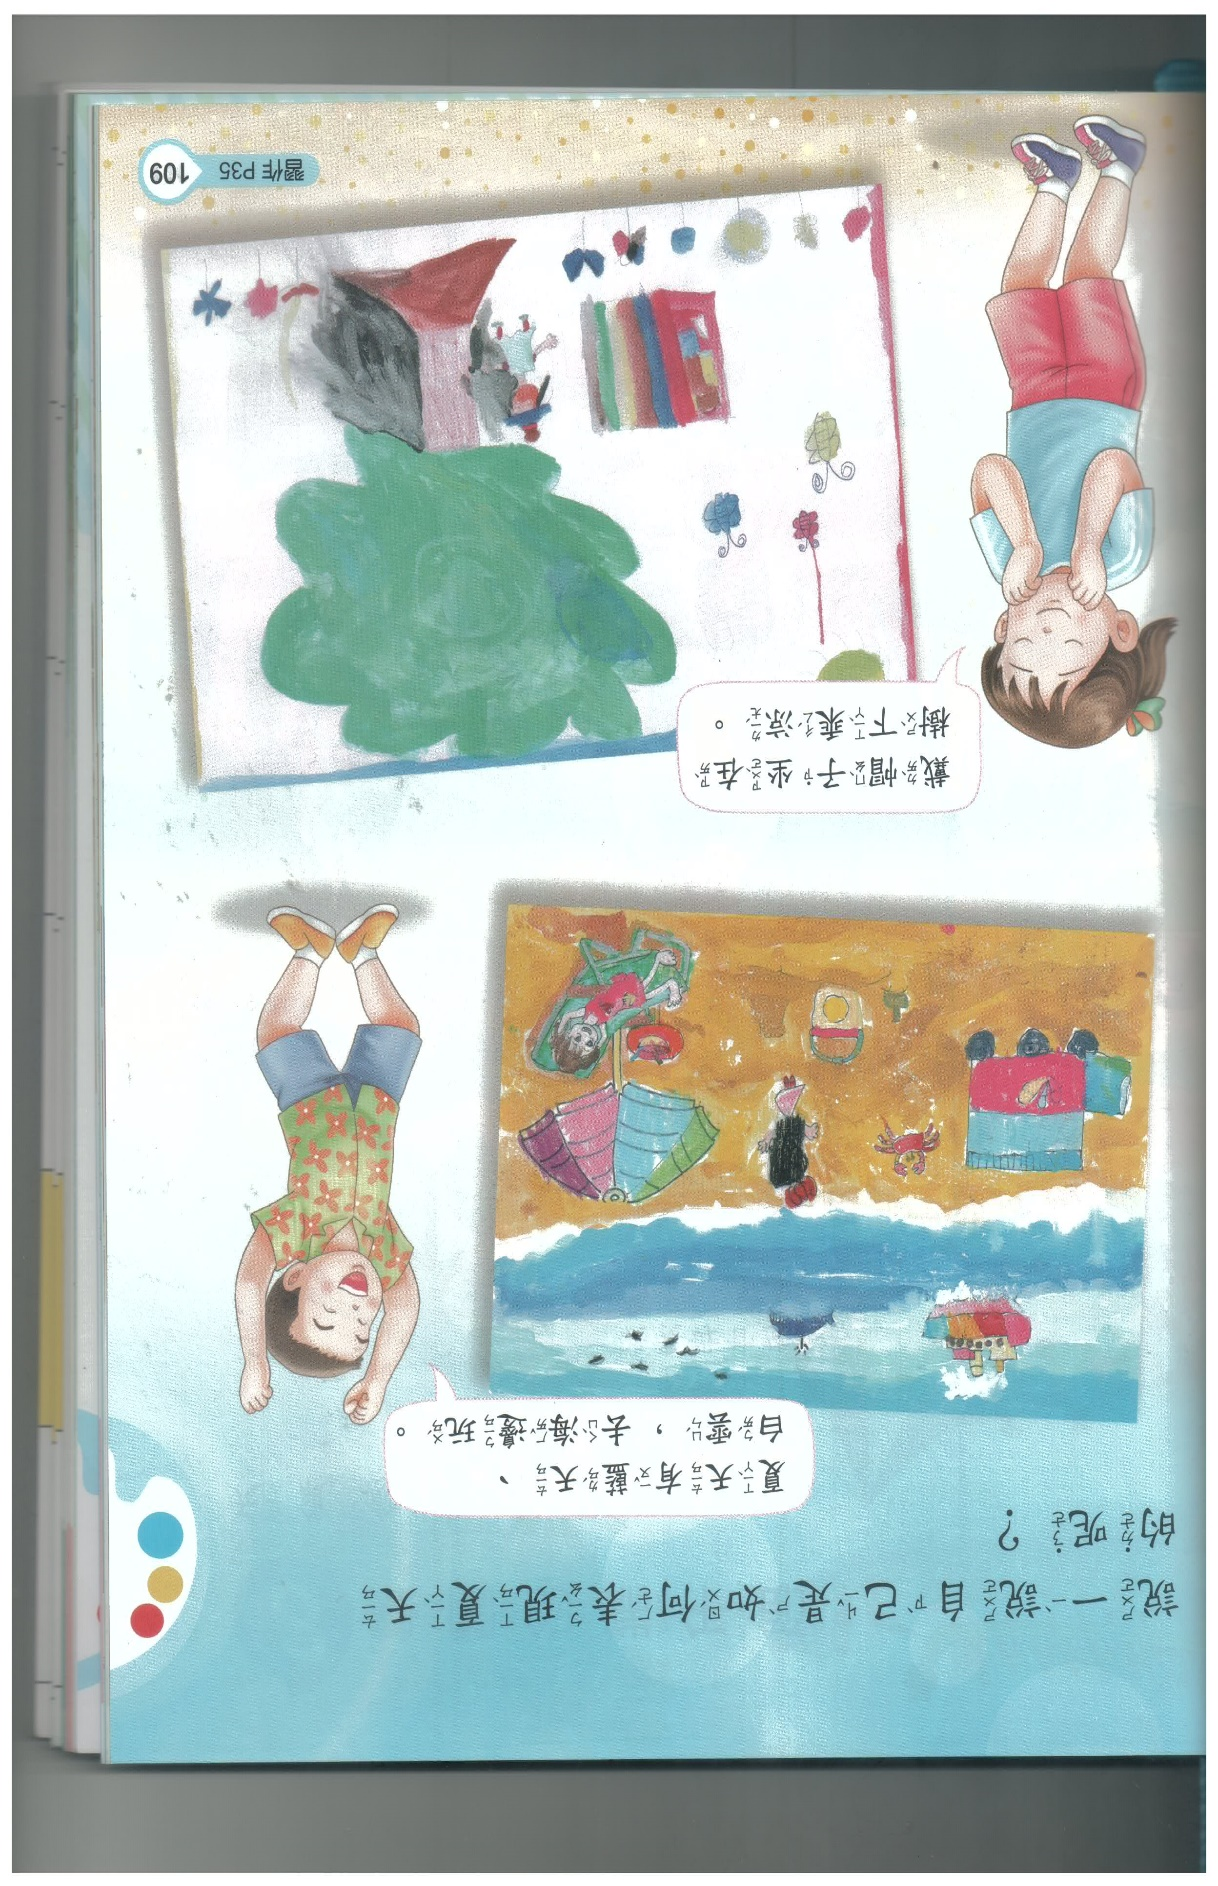 說一說自己是如何表現夏天
的呢？
夏天有藍天、
白雲，去海邊玩。
戴帽子坐在
樹下乘涼。
習作 P35
109